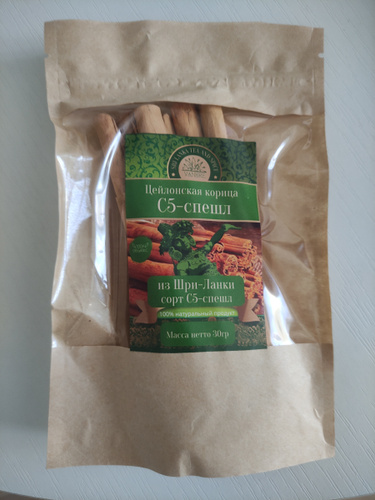 Цейлонская корица
С5-спешл
из Шри-Ланки
сорт С5-спешл
100% натуральный продукт
Масса нетто 30гр